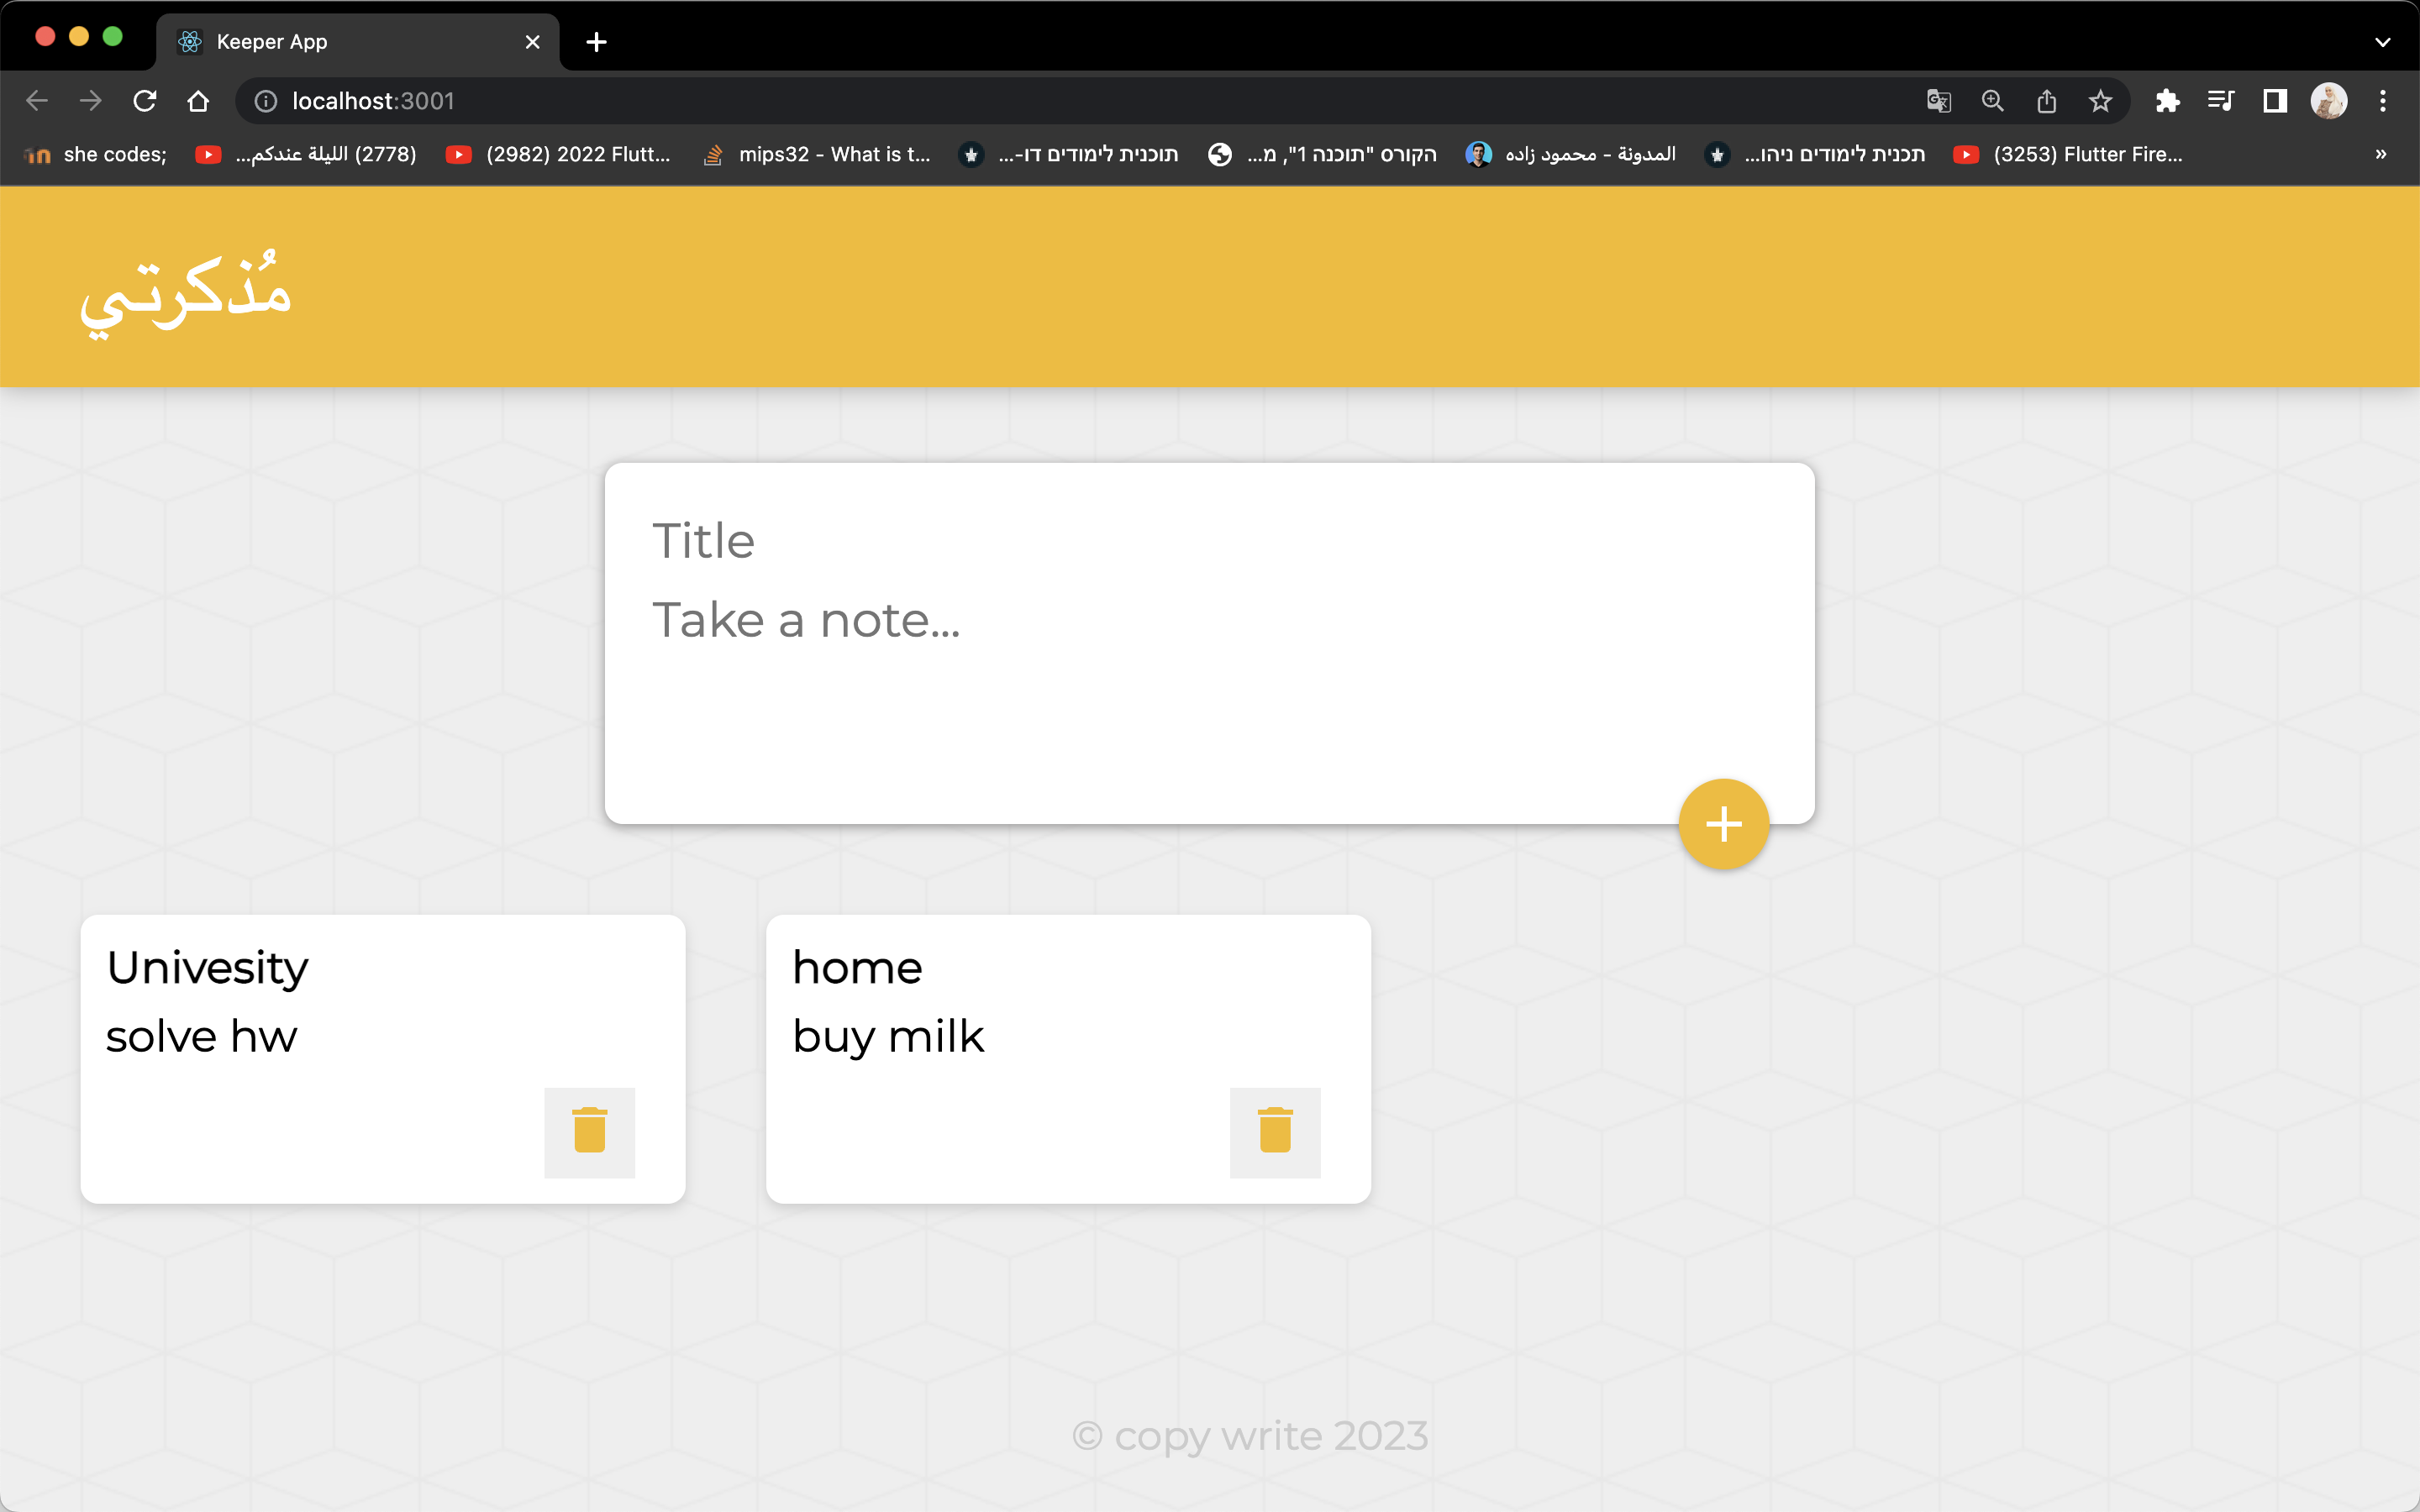 Keeper App
localhost:3001
she codes;
(2778) الليلة عندكم...
(2982) 2022 Flutt...
mips32 - What is t...
תוכנית לימודים דו-...
הקורס "תוכנה 1", מ...
المدونة - محمود زاده
תכנית לימודים ניהו...
(3253) Flutter Fire...
»
مُذكرتي
Title
Take a note...
Univesity
solve hw
home
buy milk
© copy write 2023